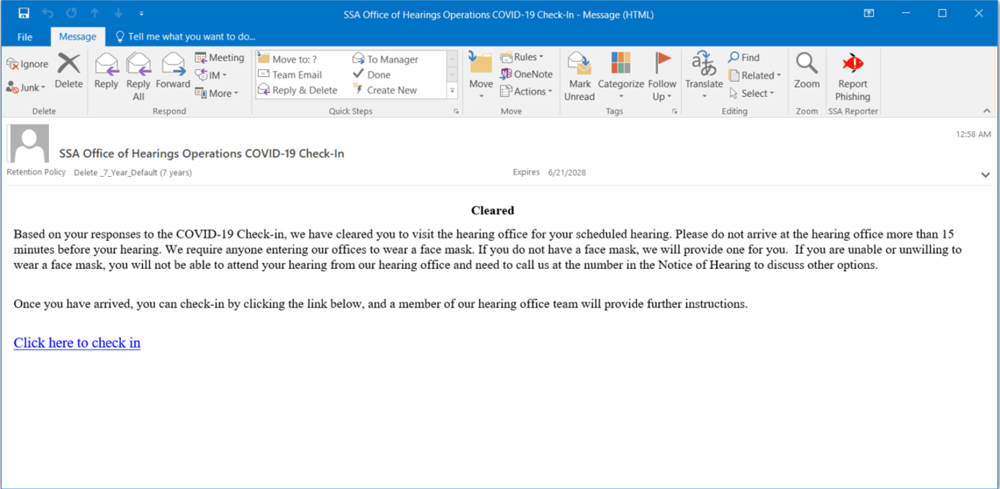 SSA Office of Hearings Operations COVID-19 Check-In - Message (HTML)
File Message Tell me what you want to do...
Ignore
Junk
Delete
Delete
Reply
Reply All
Forward
Meeting
IM
More
Respond
Move to: ?
Team Email
Reply & Delete
To Manager
Done
Create New
Quick Steps
Move
Rules
OneNote
Actions
Move
Mark Unread
Categorize
Follow Up
Tags
Translate
Find
Related
Select
Editing
Zoom
Zoom
Report Phishing
SSA Reporter
12:58 AM
SSA Office of Hearings Operations COVID-19 Check-In
Retention Policy Delete _7_Year_Default (7 years) Expires 6/21/2028
Cleared
Based on your responses to the COVID-19 Check-in, we have cleared you to visit the hearing office for your scheduled hearing. Please do not arrive at the hearing office more than 15
minutes before your hearing. We require anyone entering our offices to wear a face mask. If you do not have a face mask, we will provide one for you.  If you are unable or unwilling to
wear a face mask, you will not be able to attend your hearing from our hearing office and need to call us at the number in the Notice of Hearing to discuss other options.
Once you have arrived, you can check-in by clicking the link below, and a member of our hearing office team will provide further instructions.
Click here to check in